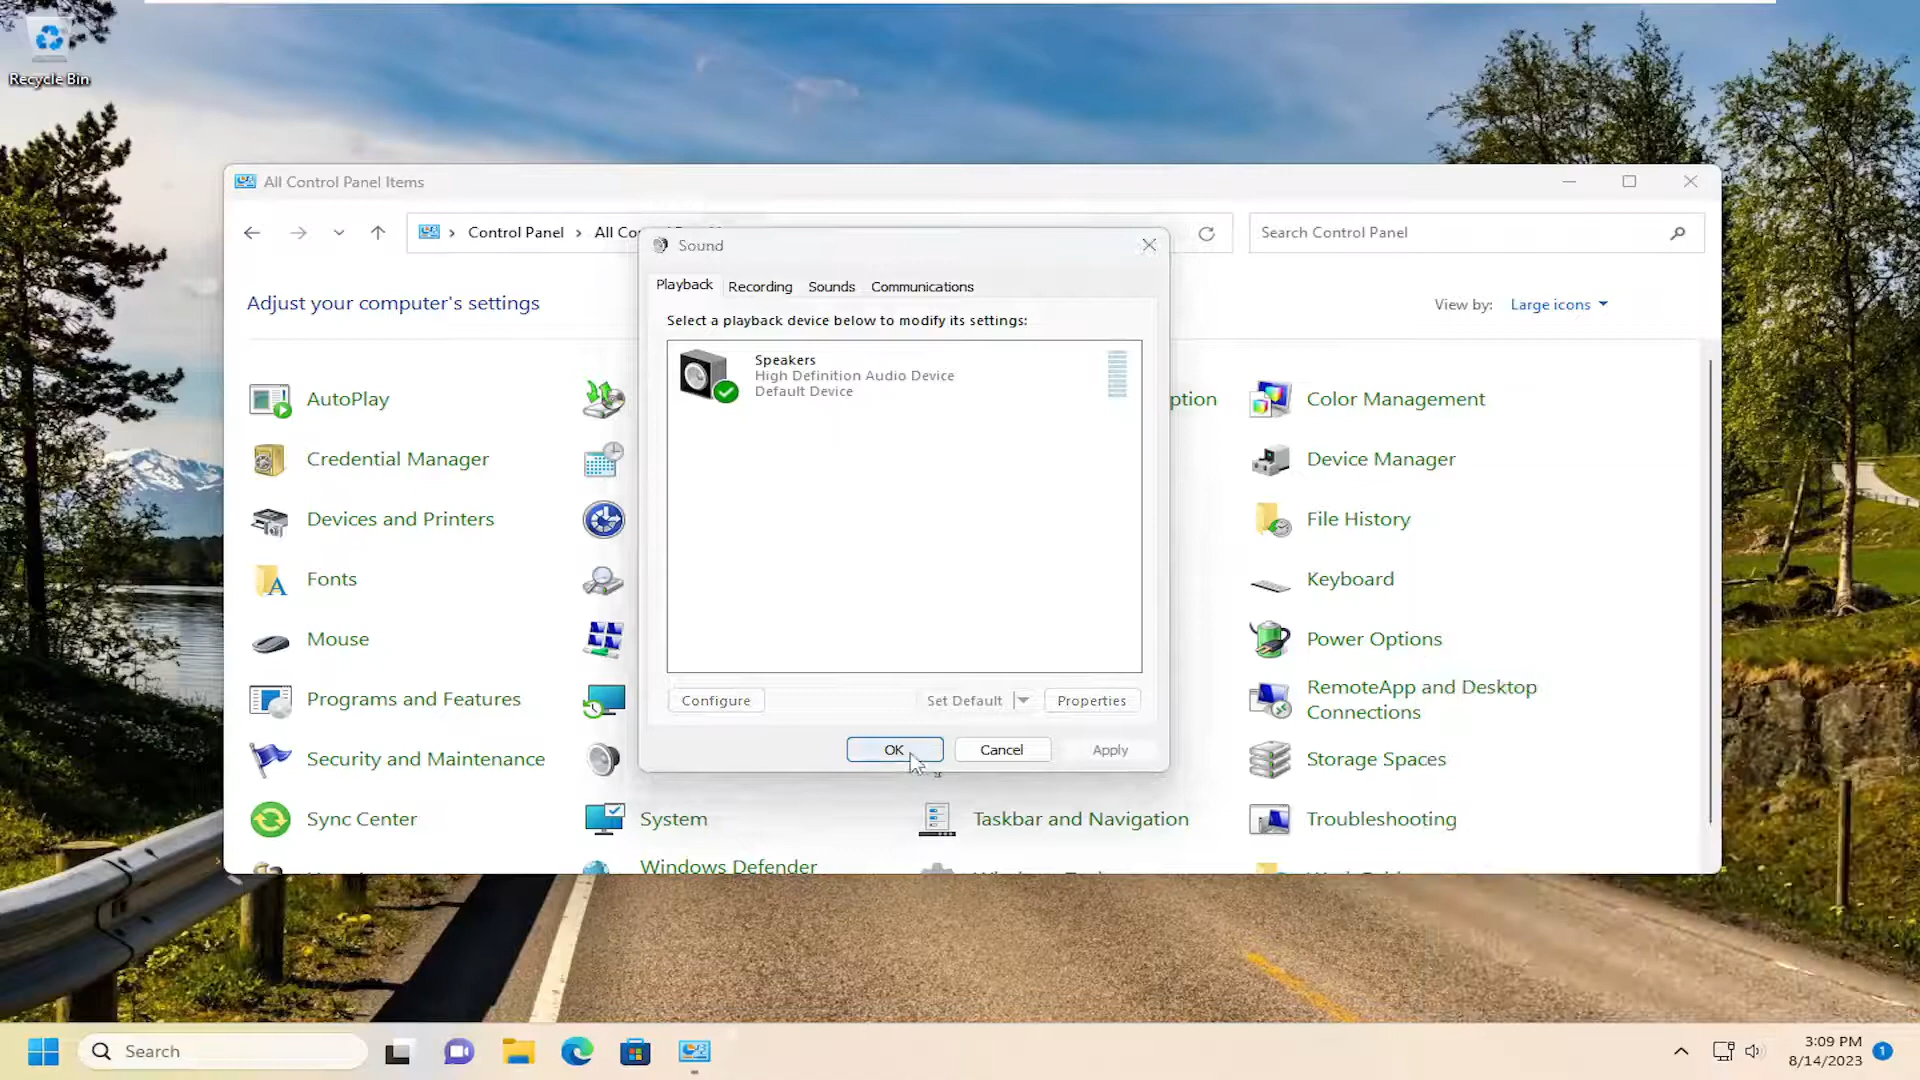 Recycle Bin
All Control Panel Items
Control Panel
All Co
Search Control Panel
Sound
Playback
Recording
Sounds
Communications
Adjust your computer's settings
View by:
Large icons
Select a playback device below to modify its settings:
Speakers
High Definition Audio Device
Default Device
AutoPlay
ption
Color Management
Credential Manager
Device Manager
Devices and Printers
File History
Fonts
Keyboard
Mouse
Power Options
Programs and Features
RemoteApp and Desktop
Connections
Configure
Set Default
Properties
OK
Cancel
Apply
Security and Maintenance
Storage Spaces
Sync Center
System
Taskbar and Navigation
Troubleshooting
Windows Defender
Search
3:09 PM
8/14/2023
1